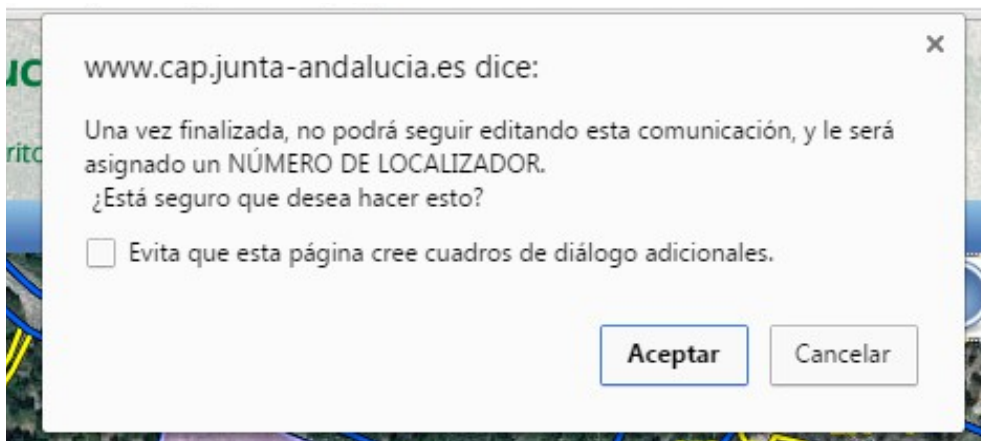 uc
www.cap.junta-andalucia.es dice:
Una vez finalizada, no podrá seguir editando esta comunicación, y le será
rito
asignado un NÚMERO DE LOCALIZADOR.
¿Está seguro que desea hacer esto?
Evita que esta página cree cuadros de diálogo adicionales.
Aceptar Cancelar